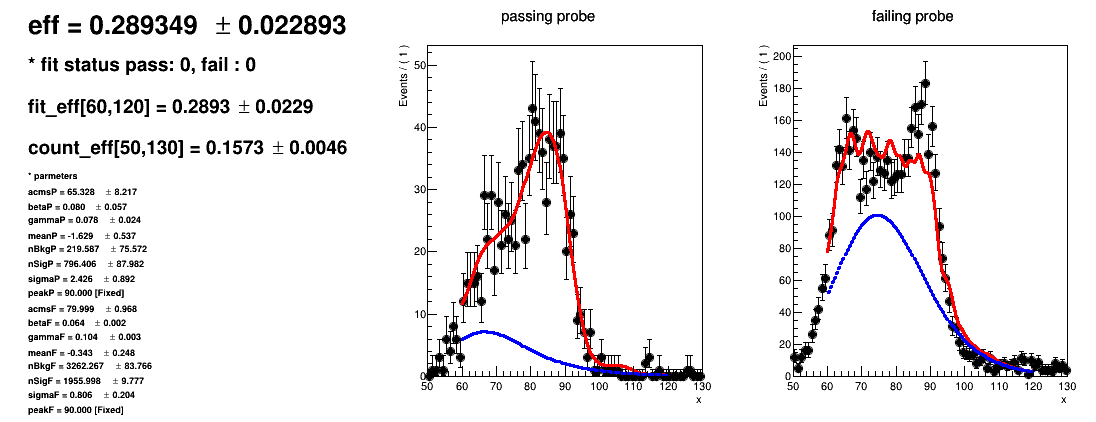 eff = 0.289349 ± 0.022893
* fit status pass: 0, fail : 0
fit_eff[60,120] = 0.2893 ± 0.0229
count_eff[50,130] = 0.1573 ± 0.0046
* parmeters
acmsP = 65.328 ± 8.217
betaP = 0.080 ± 0.057
gammaP = 0.078 ± 0.024
meanP = -1.629 ± 0.537
nBkgP = 219.587 ± 75.572
nSigP = 796.406 ± 87.982
sigmaP = 2.426 ± 0.892
peakP = 90.000 [Fixed]
acmsF = 79.999 ± 0.968
betaF = 0.064 ± 0.002
gammaF = 0.104 ± 0.003
meanF = -0.343 ± 0.248
nBkgF = 3262.267 ± 83.766
nSigF = 1955.998 ± 9.777
sigmaF = 0.806 ± 0.204
peakF = 90.000 [Fixed]
passing probe
Events / ( 1 )
50
40
30
20
10
0
50 60 70 80 90 100 110 120 130
x
failing probe
Events / ( 1 )
200
180
160
140
120
100
80
60
40
20
0
50 60 70 80 90 100 110 120 130
x